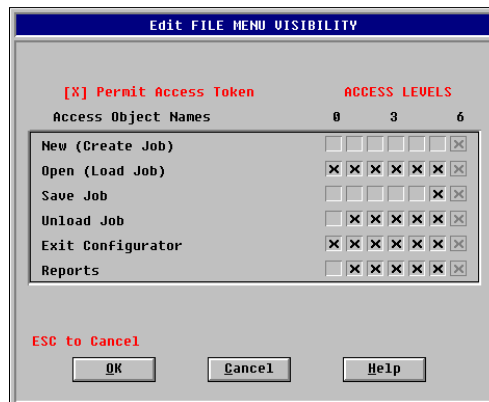 Edit FILE MENU VISIBILITY
[X] Permit Access Token ACCESS LEVELS
Access Object Names 0 3 6
New (Create Job)
Open (Load Job)
Save Job
Unload Job
Exit Configurator
Reports
ESC to Cancel
OK Cancel Help